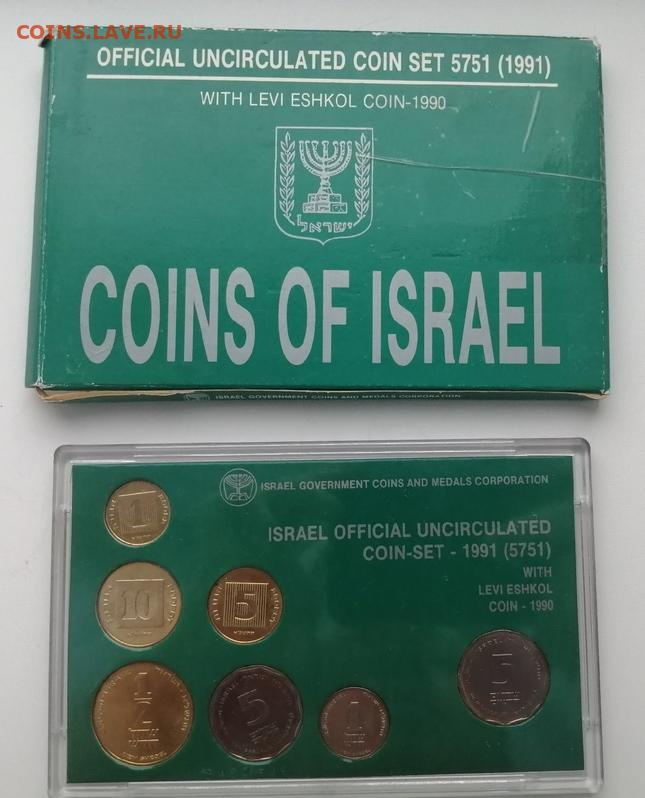 COINS.LAVE.RU
OFFICIAL UNCIRCULATED COIN SET 5751 (1991)
WITH LEVI ESHKOL COIN-1990
ישראל
COINS OF ISRAEL
ISRAEL GOVERNMENT COINS AND MEDALS CORPORATION
ISRAEL GOVERNMENT COINS AND MEDALS CORPORATION
ISRAEL OFFICIAL UNCIRCULATED
COIN-SET - 1991 (5751)
WITH
LEVI ESHKOL
COIN - 1990
1
10
5
1
2
NEW SHEQEL
5
1
5